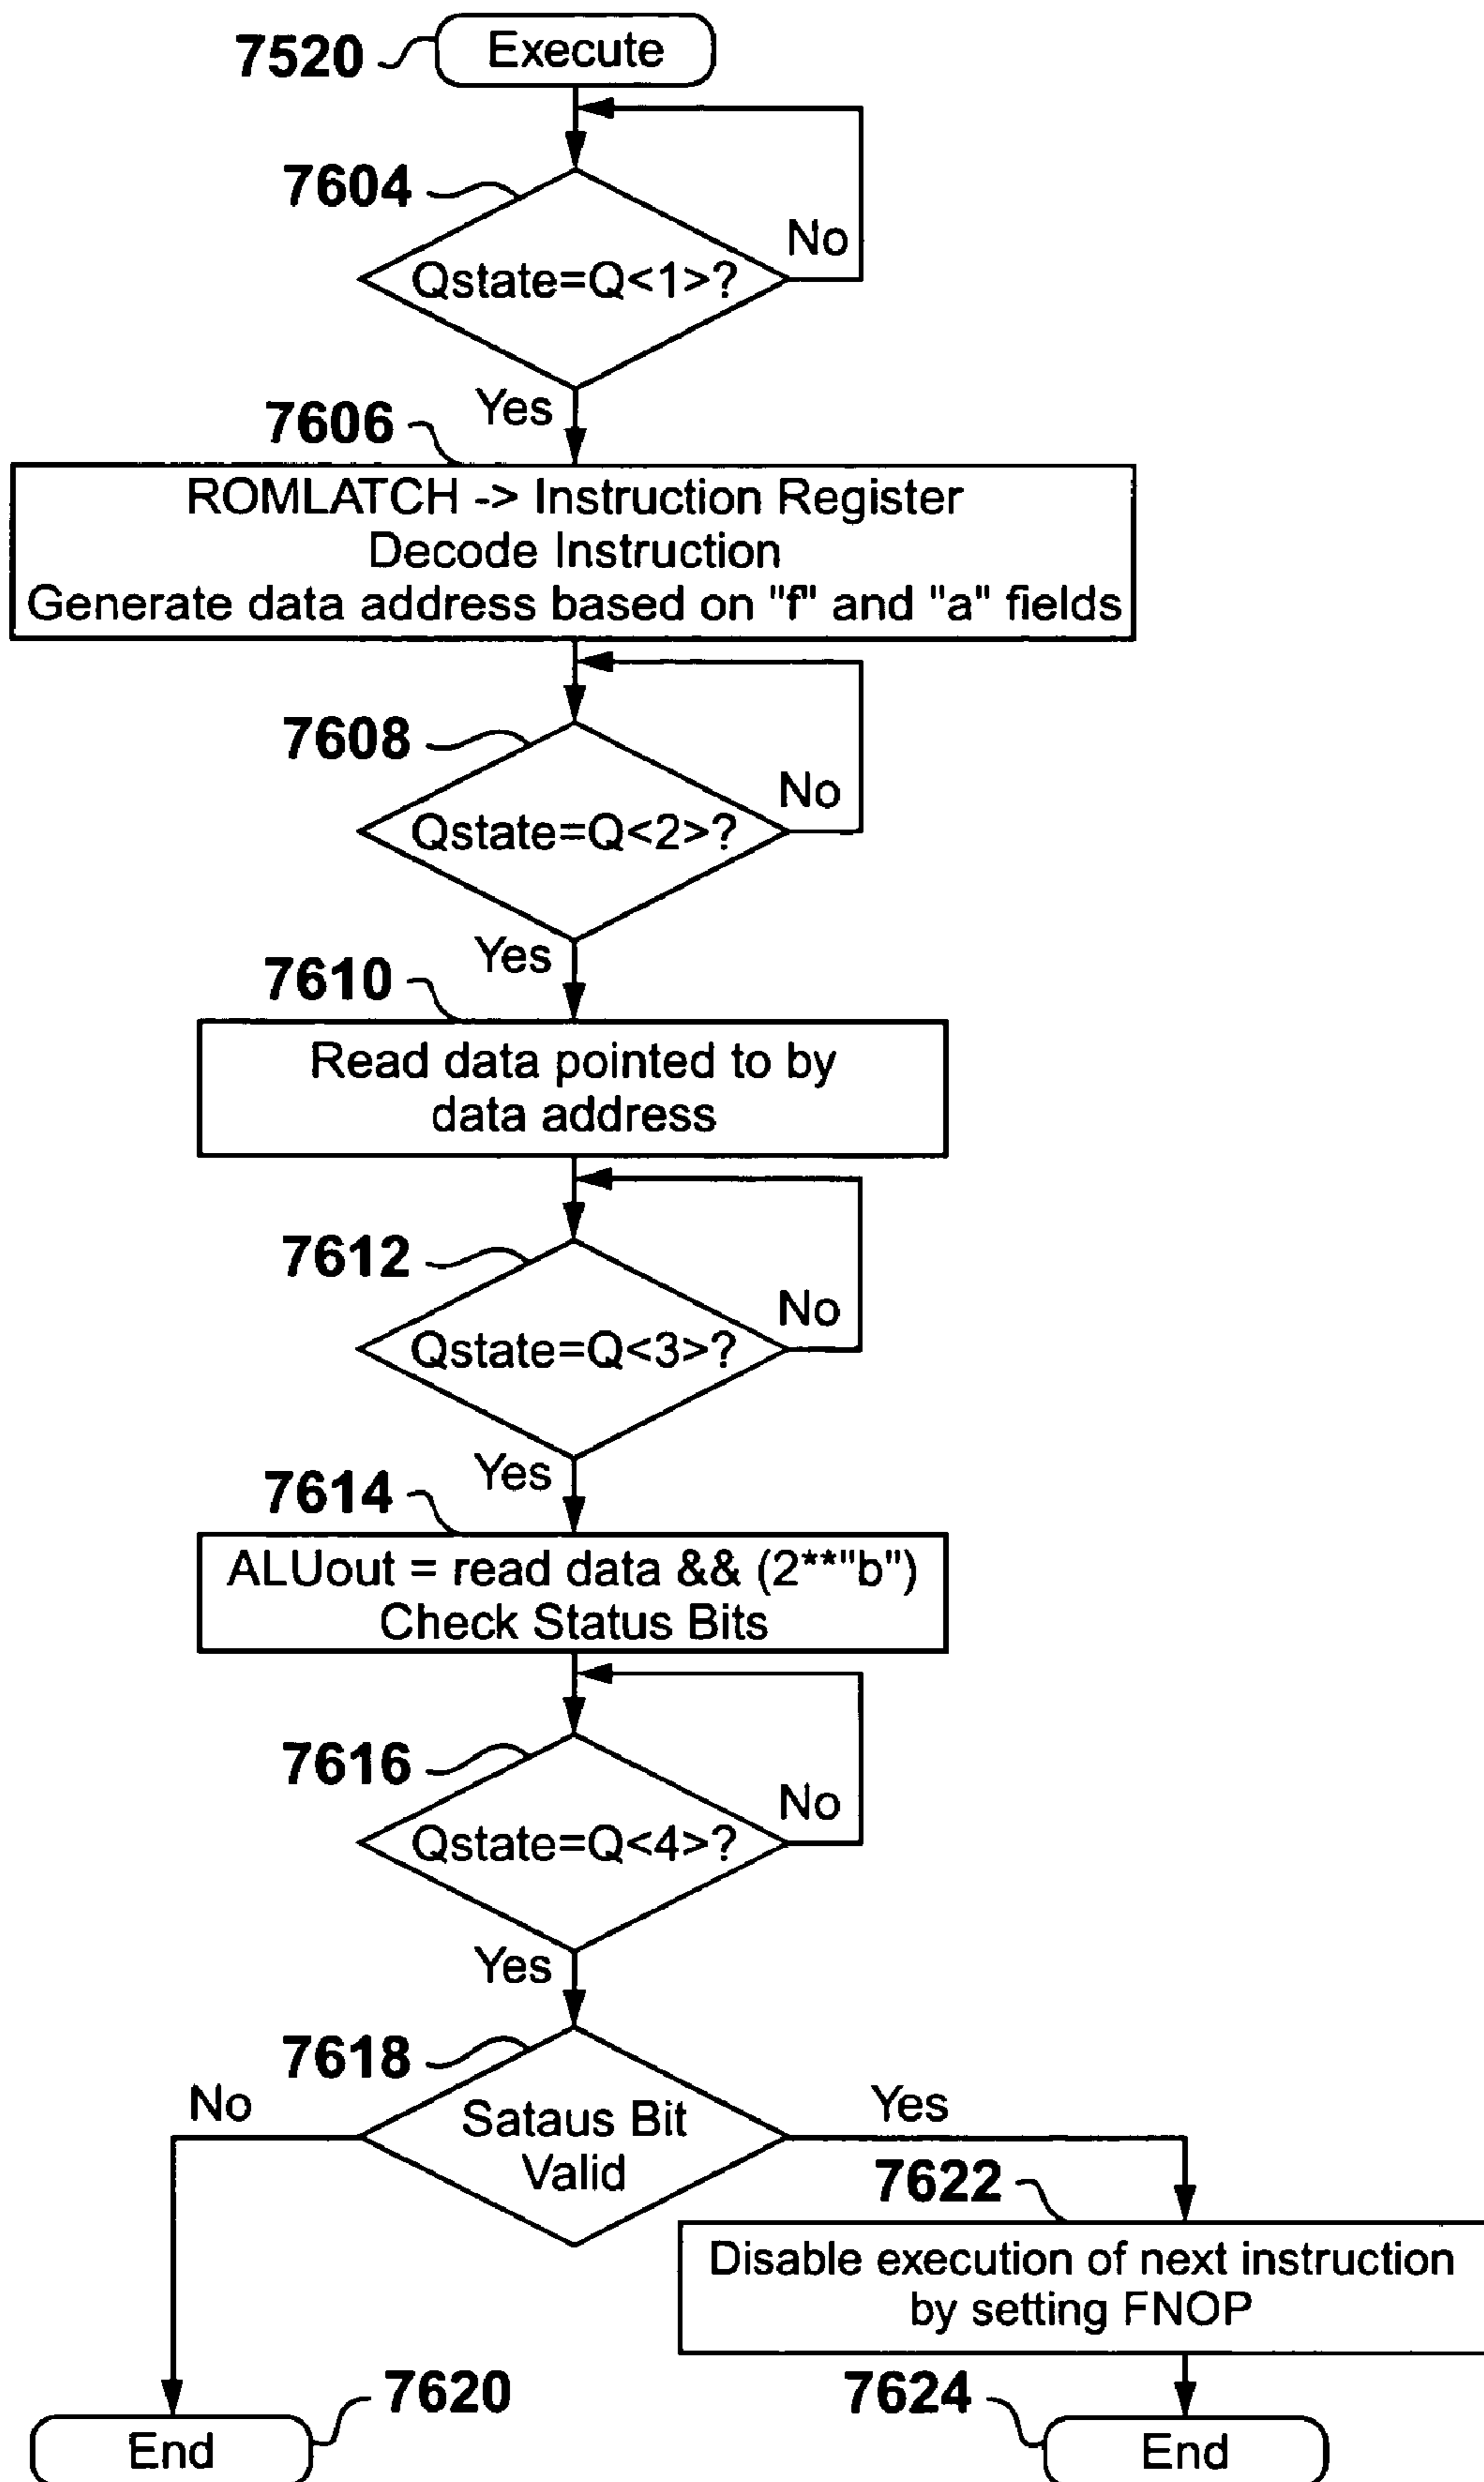 7520
Execute
7604
No
Qstate=Q<1>?
Yes
7606
ROMLATCH -> Instruction Register
Decode Instruction
Generate data address based on "f" and "a" fields
7608
No
Qstate=Q<2>?
Yes
7610
Read data pointed to by
data address
7612
No
Qstate=Q<3>?
Yes
7614
ALUout = read data && (2**"b")
Check Status Bits
7616
No
Qstate=Q<4>?
Yes
7618
No
Sataus Bit
Valid
Yes
7622
Disable execution of next instruction
by setting FNOP
7620
End
7624
End